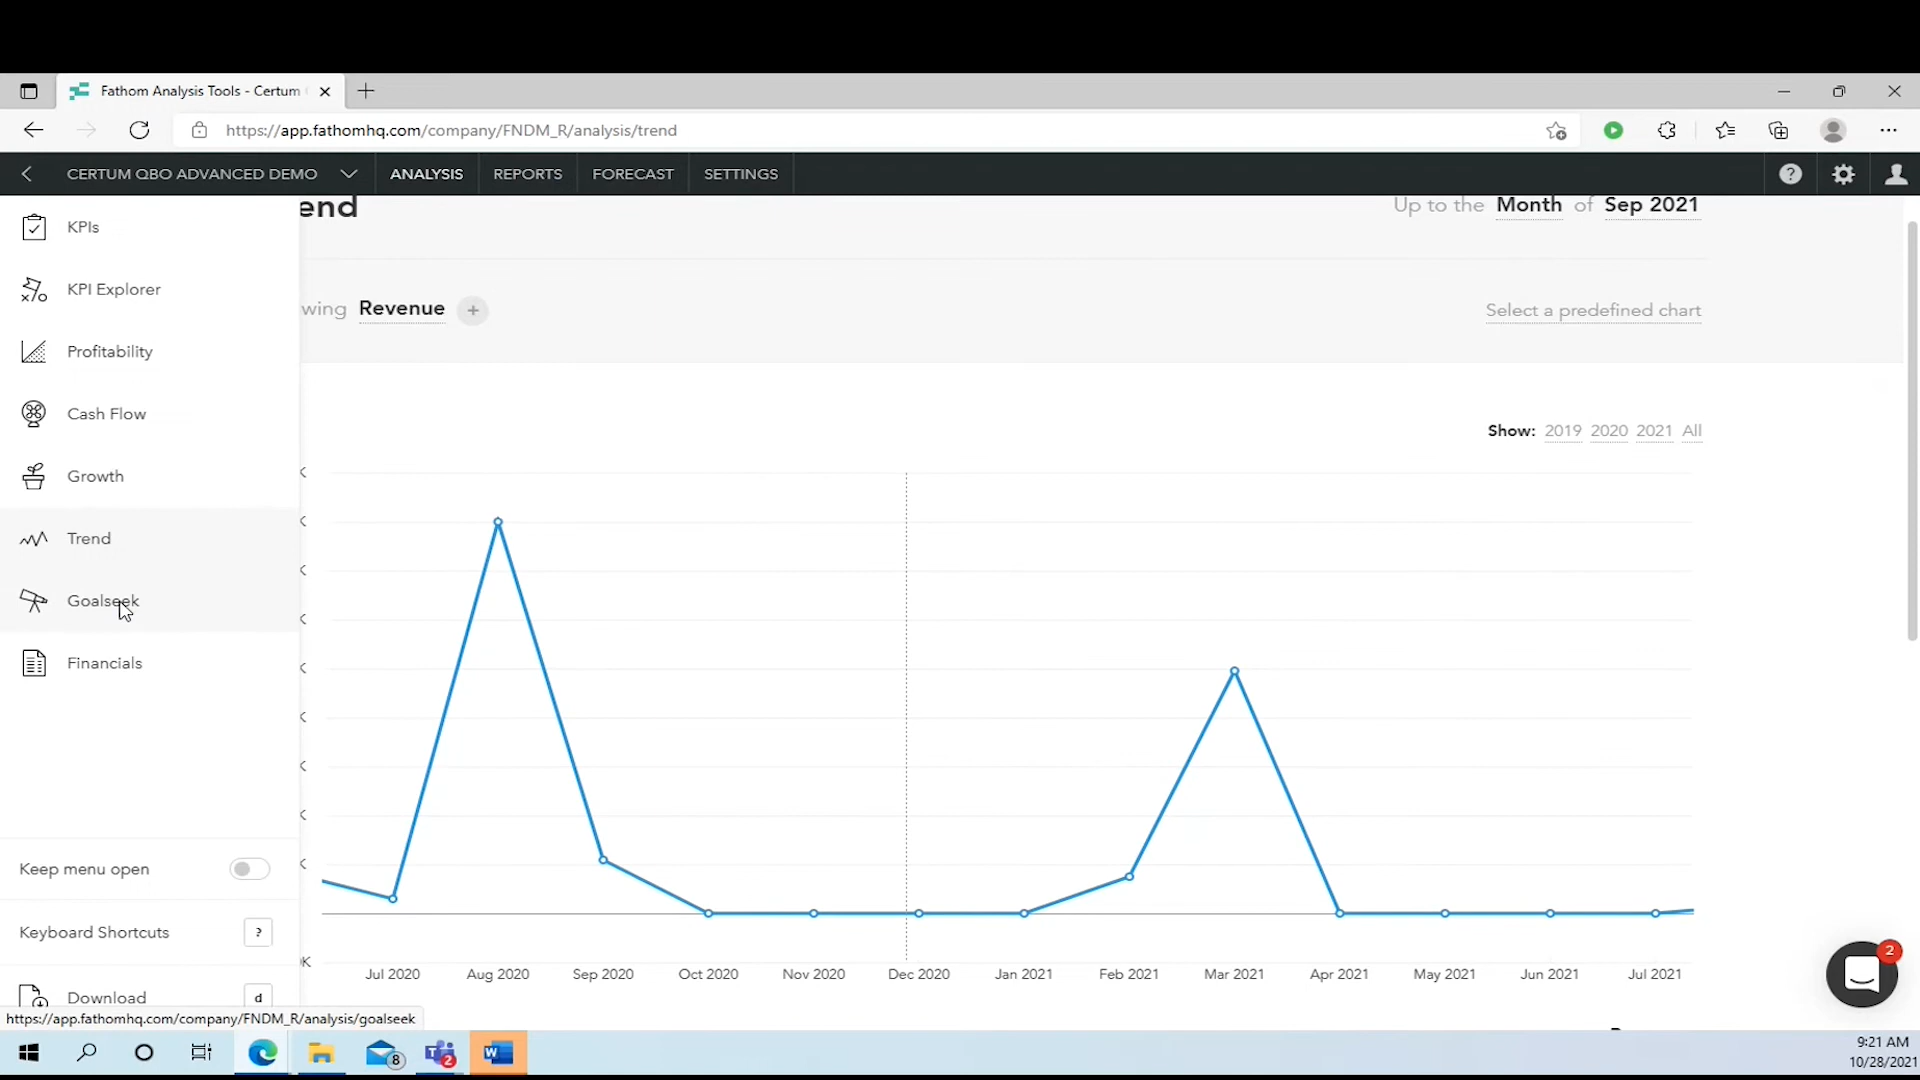 Fathom Analysis Tools - Certum
https://app.fathomhq.com/company/FNDM_R/analysis/trend
CERTUM QBO ADVANCED DEMO
ANALYSIS
REPORTS
FORECAST
SETTINGS
?
end
Up to the Month of Sep 2021
KPIs
KPI Explorer
Profitability
Cash Flow
Growth
Trend
Goalseek
Financials
wing Revenue +
Select a predefined chart
Show: 2019 2020 2021 All
Jul 2020
Aug 2020
Sep 2020
Oct 2020
Nov 2020
Dec 2020
Jan 2021
Feb 2021
Mar 2021
Apr 2021
May 2021
Jun 2021
Jul 2021
Keep menu open
Keyboard Shortcuts ?
Download d
https://app.fathomhq.com/company/FNDM_R/analysis/goalseek
2
8
2
W
9:21 AM
10/28/2021